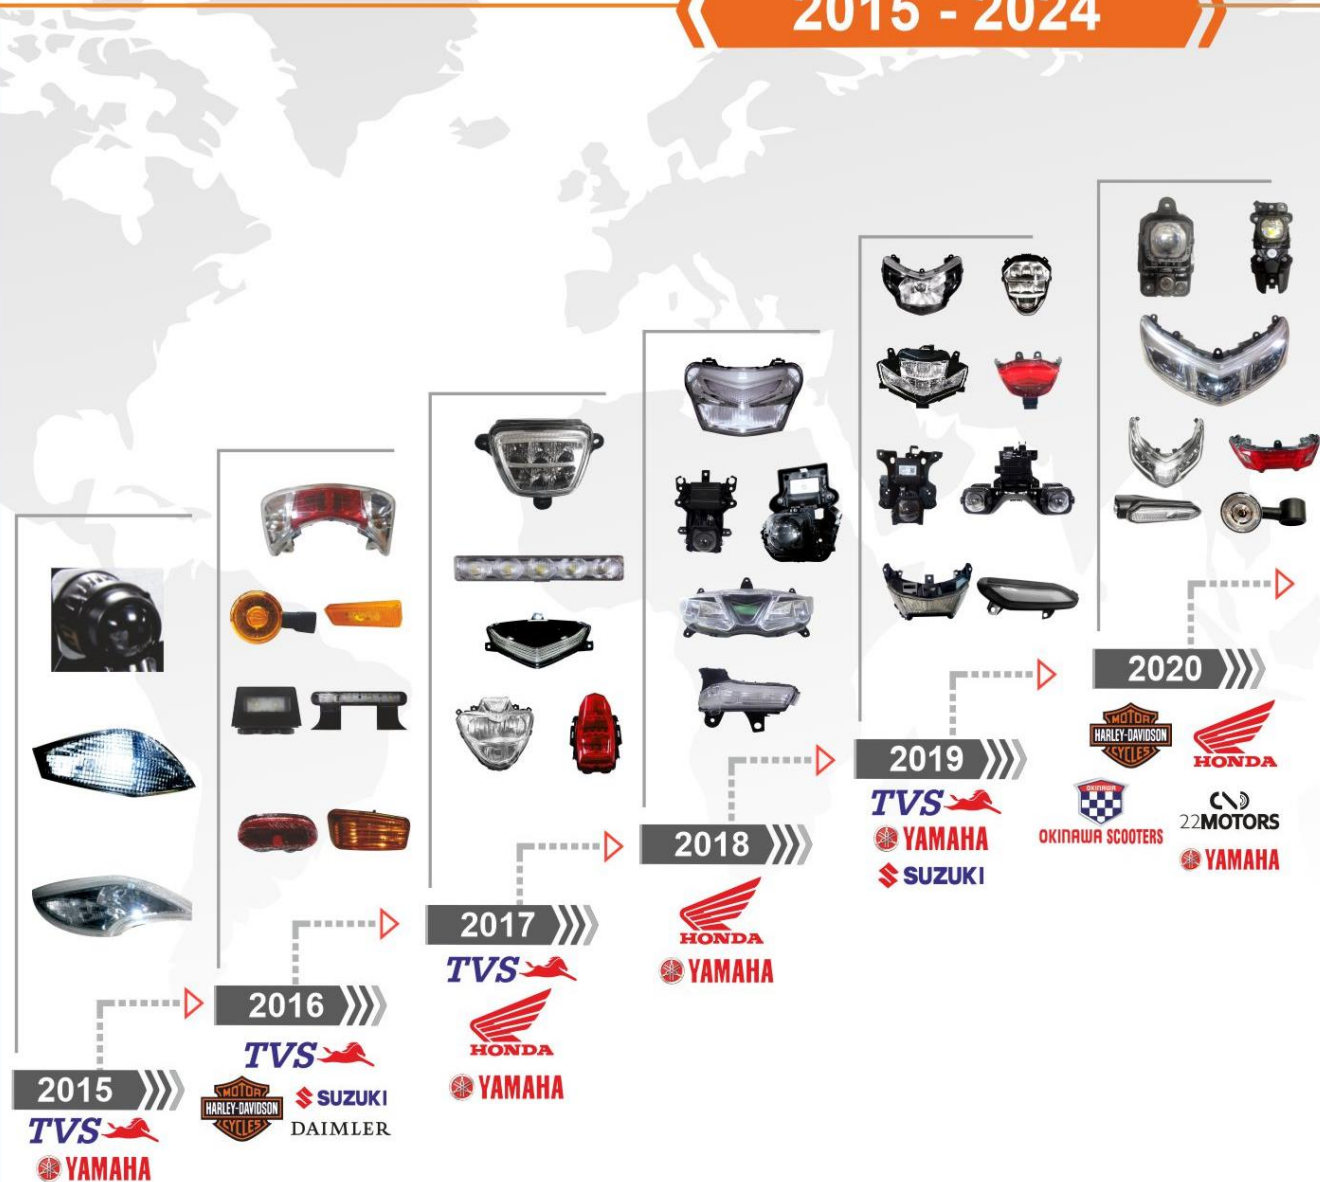 2015 - 2024
2015
TVS
YAMAHA
2016
TVS
MOTOR
HARLEY-DAVIDSON
CYCLES
SUZUKI
DAIMLER
2017
TVS
HONDA
YAMAHA
2018
HONDA
YAMAHA
2019
TVS
YAMAHA
SUZUKI
2020
MOTOR
HARLEY-DAVIDSON
CYCLES
HONDA
OKINAWA
OKINAWA SCOOTERS
22MOTORS
YAMAHA